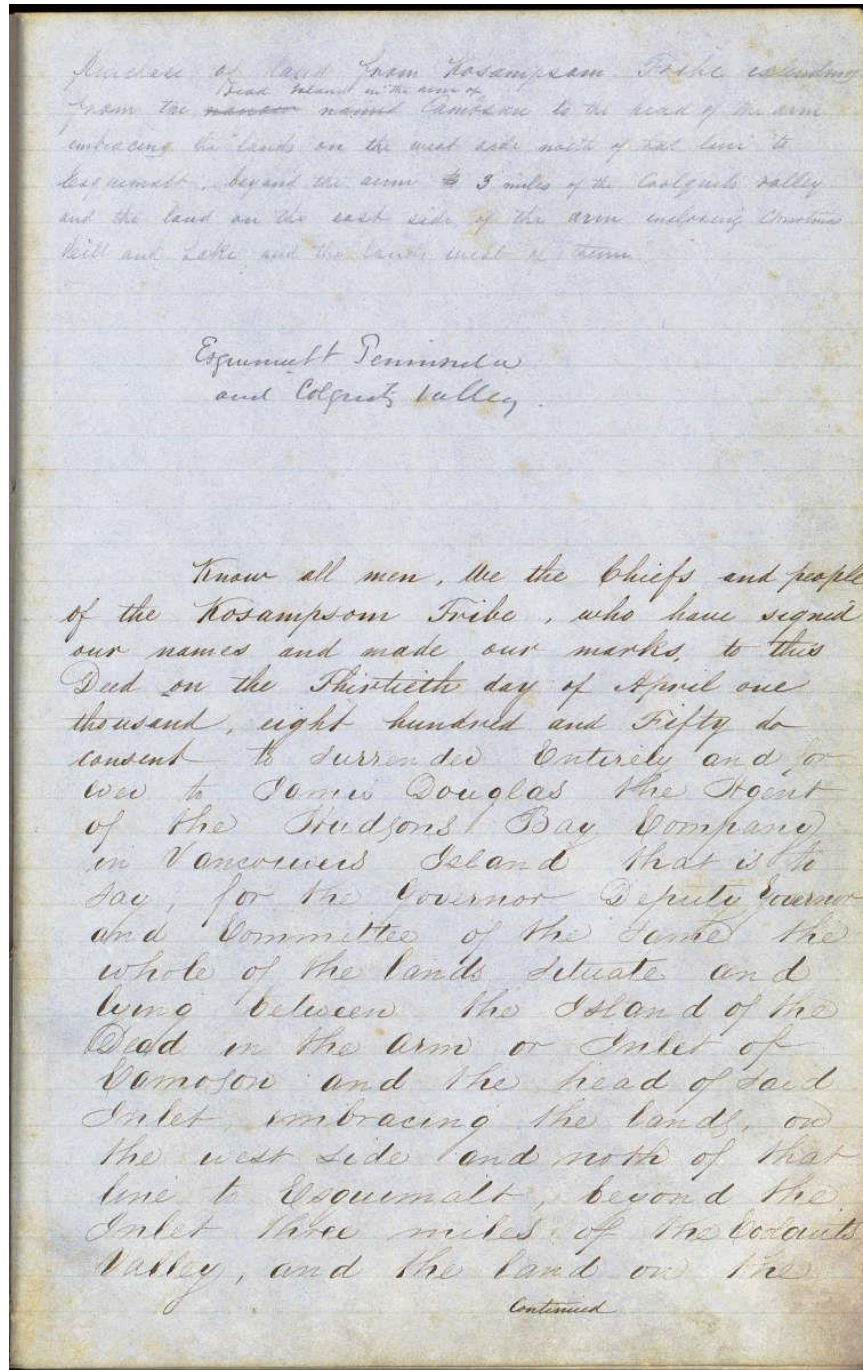 Purchase of land from Kosampsom Tribe extending
Dead Island in the arm of
from the narrow named Cambsau to the head of the arm
embracing the lands on the west side north of that line to
Esquimalt, beyond the arm 3 miles of the Coolquits valley
and the land on the east side of the arm inclosing Christmas
Hill and Lake and the lands west of them
Esquimalt Peninsula
and Colquitz Valley.
Know all men, We the Chiefs and people
of the Kosampsom Tribe, who have signed
our names and made our marks, to this
Deed on the Thirtieth day of April one
thousand, eight hundred and Fifty do
consent to surrender Entirely and for
ever to James Douglas the Agent
of the Hudsons Bay Company
in Vancouvers Island that is to
say, for the Governor Deputy Governor
and Committee of the same the
whole of the lands situate and
lying between the Island of the
Dead in the arm or Inlet of
Camoson and the head of said
Inlet, embracing the lands, on
the west side and noth of that
line to Esquimalt, beyond the
Inlet three miles of the Colquits
Valley, and the land on the
Continued